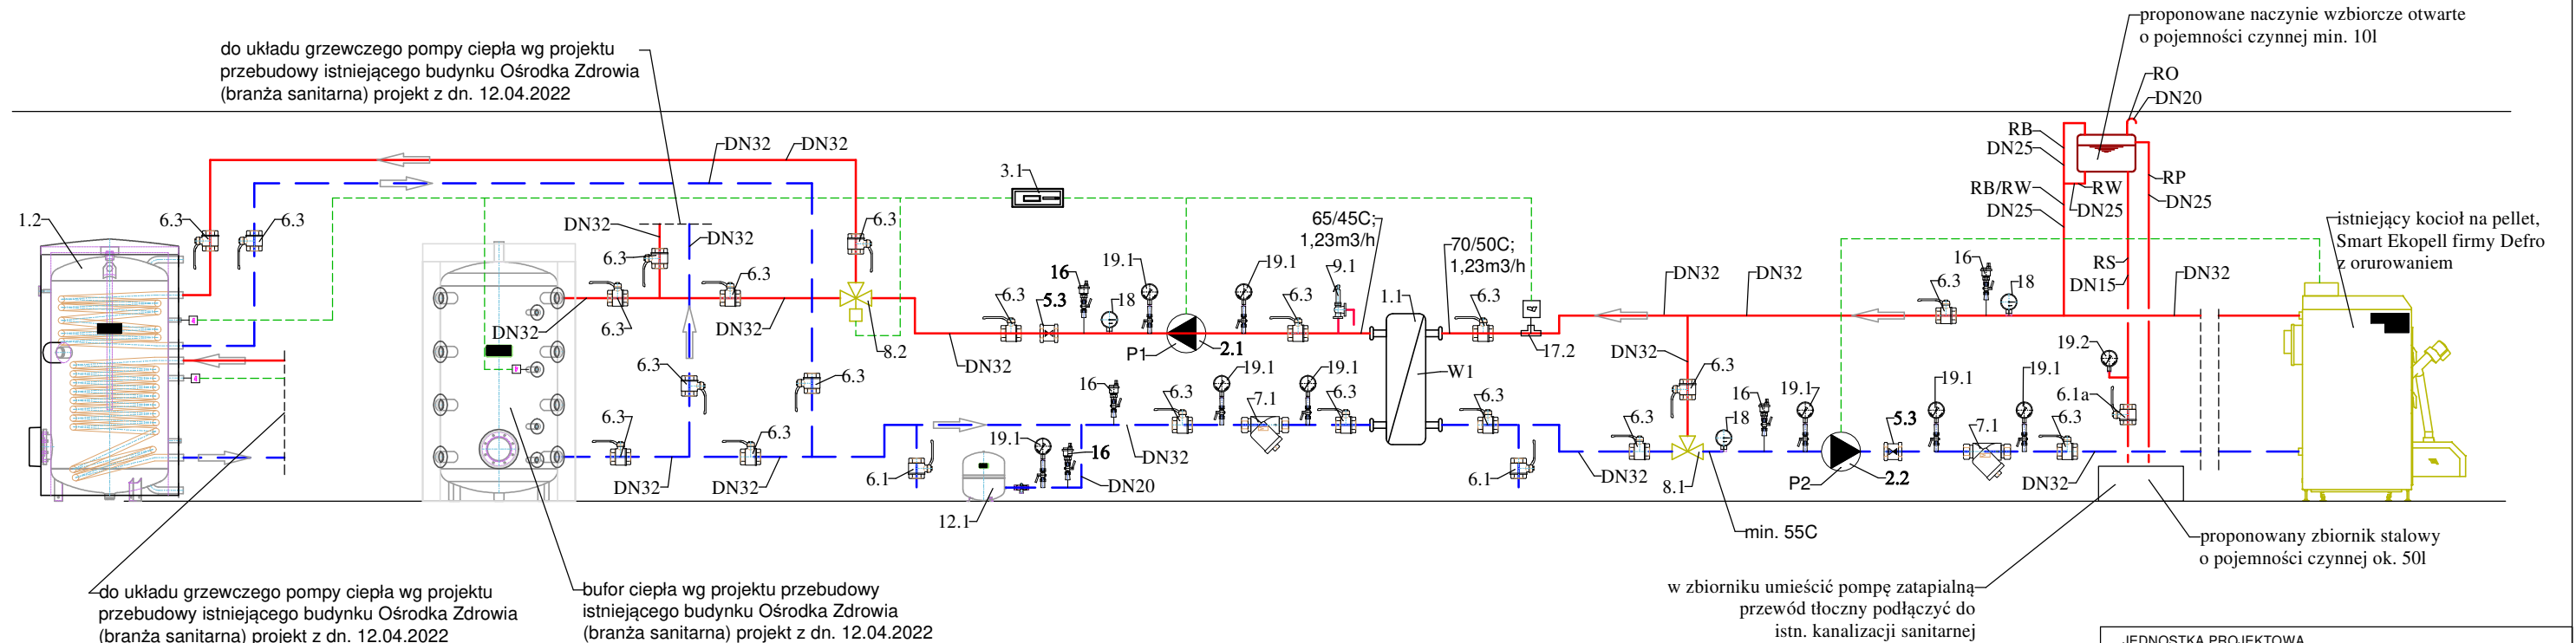 proponowane naczynie wzbiorcze otwarte
o pojemności czynnej min. 10l
do układu grzewczego pompy ciepła wg projektu
przebudowy istniejącego budynku Ośrodka Zdrowia
(branża sanitarna) projekt z dn. 12.04.2022
RO
DN20
RB
DN25
DN32
DN32
3.1
RP
DN25
RB/RW
DN25
RW
DN25
1.2
6.3
6.3
DN32
DN32
6.3
6.3
65/45C;
1,23m3/h
70/50C;
1,23m3/h
istniejący kocioł na pellet,
Smart Ekopell firmy Defro
z orurowaniem
6.3
16
19.1
19.1
9.1
1.1
DN32
DN32
16
6.3
18
RS
DN15
DN32
6.3
5.3
18
6.3
6.3
DN32
6.3
DN32
8.2
DN32
P1
2.1
17.2
DN32
19.2
6.3
6.3
16
6.3
19.1
7.1
19.1
6.3
W1
6.3
6.3
16
19.1
19.1
19.1
6.1a
6.3
6.3
19.1
16
6.3
18
5.3
7.1
6.3
DN32
DN32
6.1
DN32
DN20
6.1
DN32
8.1
P2
2.2
DN32
12.1
min. 55C
proponowany zbiornik stalowy
o pojemności czynnej ok. 50l
do układu grzewczego pompy ciepła wg projektu
przebudowy istniejącego budynku Ośrodka Zdrowia
(branża sanitarna) projekt z dn. 12.04.2022
bufor ciepła wg projektu przebudowy
istniejącego budynku Ośrodka Zdrowia
(branża sanitarna) projekt z dn. 12.04.2022
w zbiorniku umieścić pompę zatapialną
przewód tłoczny podłączyć do
istn. kanalizacji sanitarnej
JEDNOSTKA PROJEKTOWA